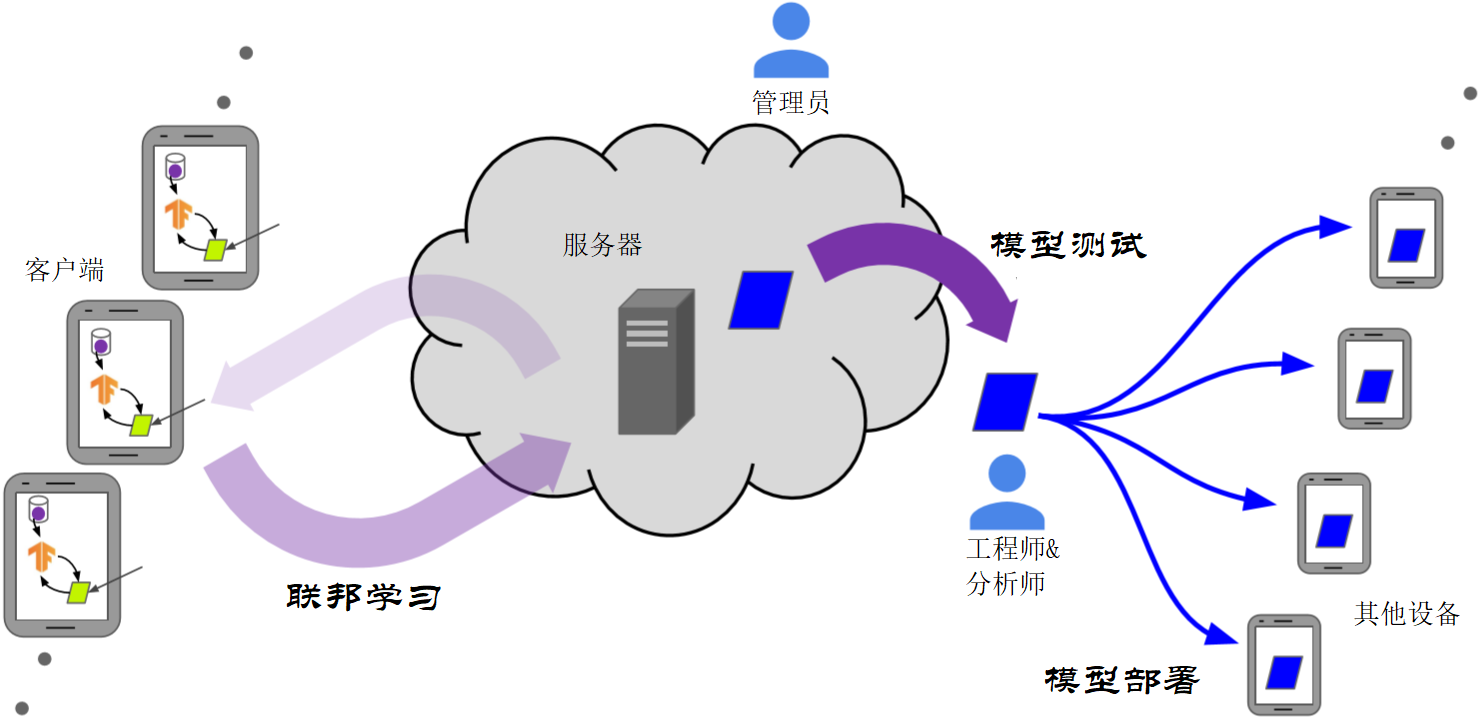 管理员
服务器
模型测试
客户端
联邦学习
工程师&
分析师
其他设备
模型部署